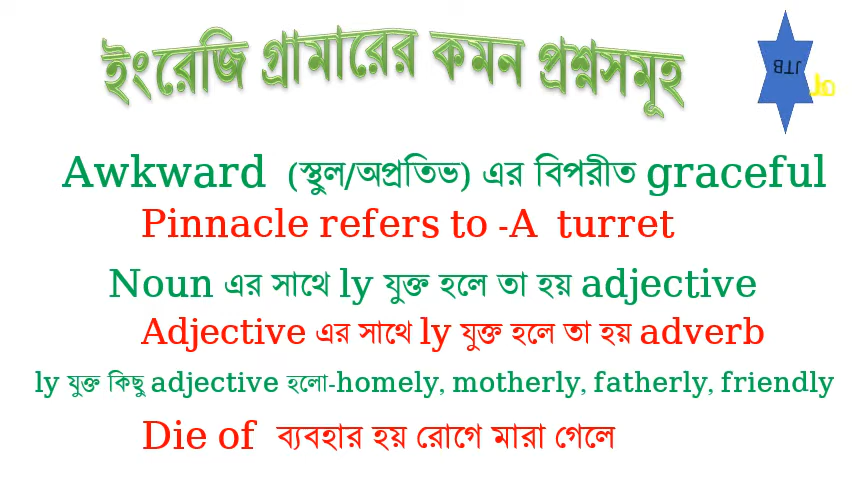 ইংরেজি গ্রামারের কমন প্রশ্নসমূহ
JTB
Awkward (স্থুল/অপ্রতিভ) এর বিপরীত graceful
Pinnacle refers to -A turret
Noun এর সাথে ly যুক্ত হলে তা হয় adjective
Adjective এর সাথে ly যুক্ত হলে তা হয় adverb
ly যুক্ত কিছু adjective হলো-homely, motherly, fatherly, friendly
Die of ব্যবহার হয় রোগে মারা গেলে